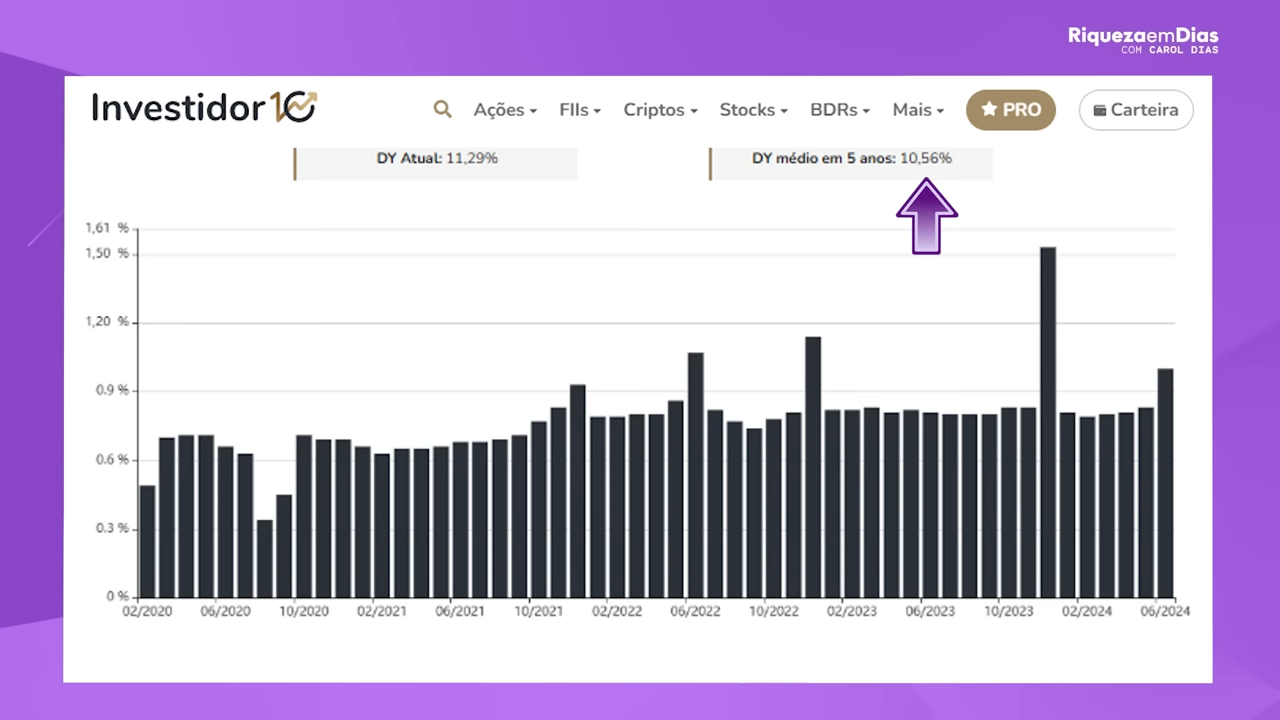 RiquezaemDias
COM CAROL DIAS
Investidor10
Ações
FIIs
Criptos
Stocks
BDRs
Mais
PRO
Carteira
DY Atual: 11,29%
DY médio em 5 anos: 10,56%
1,61 %
1,50 %
1,20 %
0.9 %
0.6 %
0.3 %
0 %
02/2020 06/2020 10/2020 02/2021 06/2021 10/2021 02/2022 06/2022 10/2022 02/2023 06/2023 10/2023 02/2024 06/2024